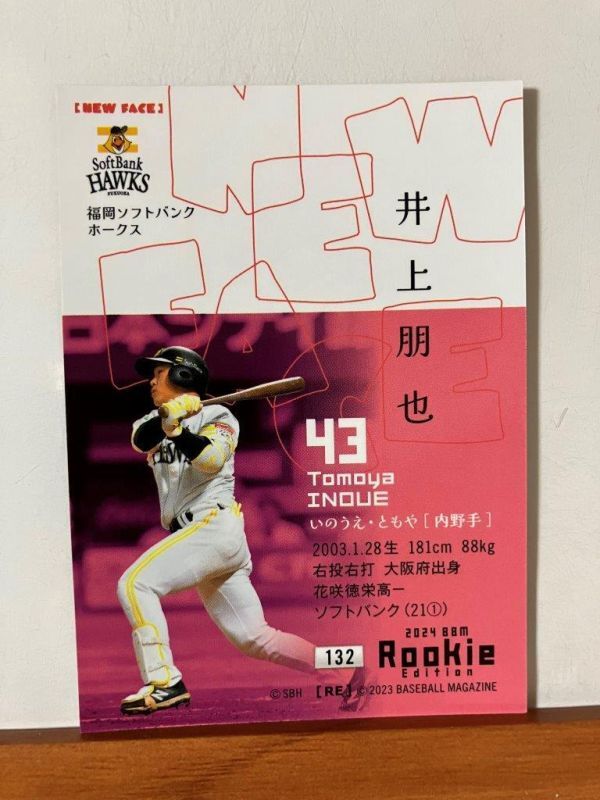 [NEW FACE]
NEW
FACE
SoftBank
HAWKS
FUKUOKA
福岡ソフトバンク
ホークス
井上朋也
43
Tomoya
INOUE
いのうえ・ともや [内野手]
2003.1.28生 181cm 88kg
右投右打 大阪府出身
花咲徳栄高―
ソフトバンク(21①)
132
2024 BBM
Rookie
Edition
©SBH [RE] ©2023 BASEBALL MAGAZINE